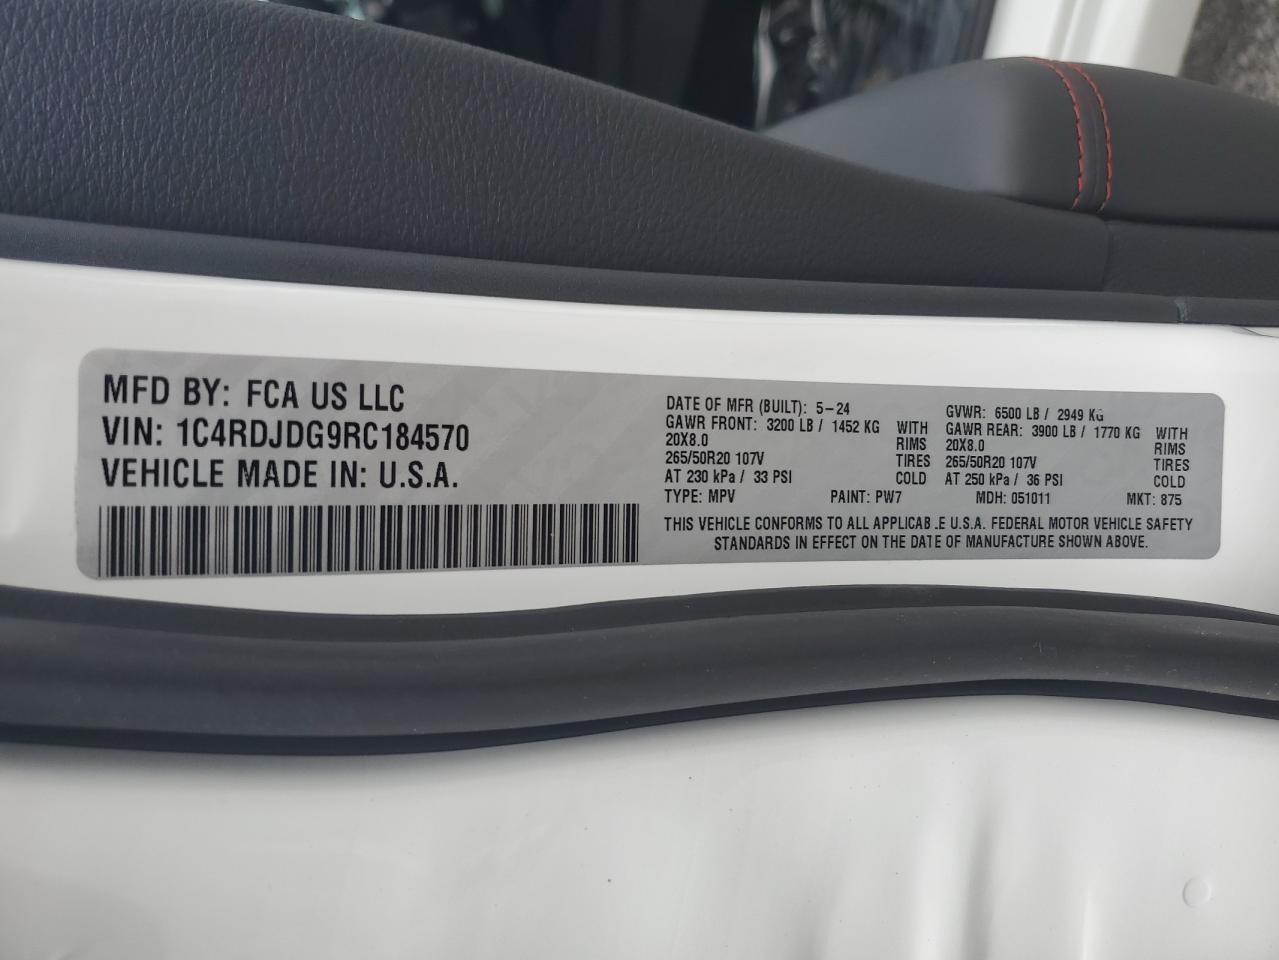 MFD BY: FCA US LLC
VIN: 1C4RDJDG9RC184570
VEHICLE MADE IN: U.S.A.
DATE OF MFR (BUILT): 5-24
GAWR FRONT: 3200 LB / 1452 KG WITH
20X8.0 RIMS
265/50R20 107V TIRES
AT 230 kPa / 33 PSI COLD
GVWR: 6500 LB / 2949 KG
GAWR REAR: 3900 LB / 1770 KG WITH
20X8.0 RIMS
265/50R20 107V TIRES
AT 250 kPa / 36 PSI COLD
TYPE: MPV PAINT: PW7 MDH: 051011 MKT: 875
THIS VEHICLE CONFORMS TO ALL APPLICABLE U.S.A. FEDERAL MOTOR VEHICLE SAFETY
STANDARDS IN EFFECT ON THE DATE OF MANUFACTURE SHOWN ABOVE.